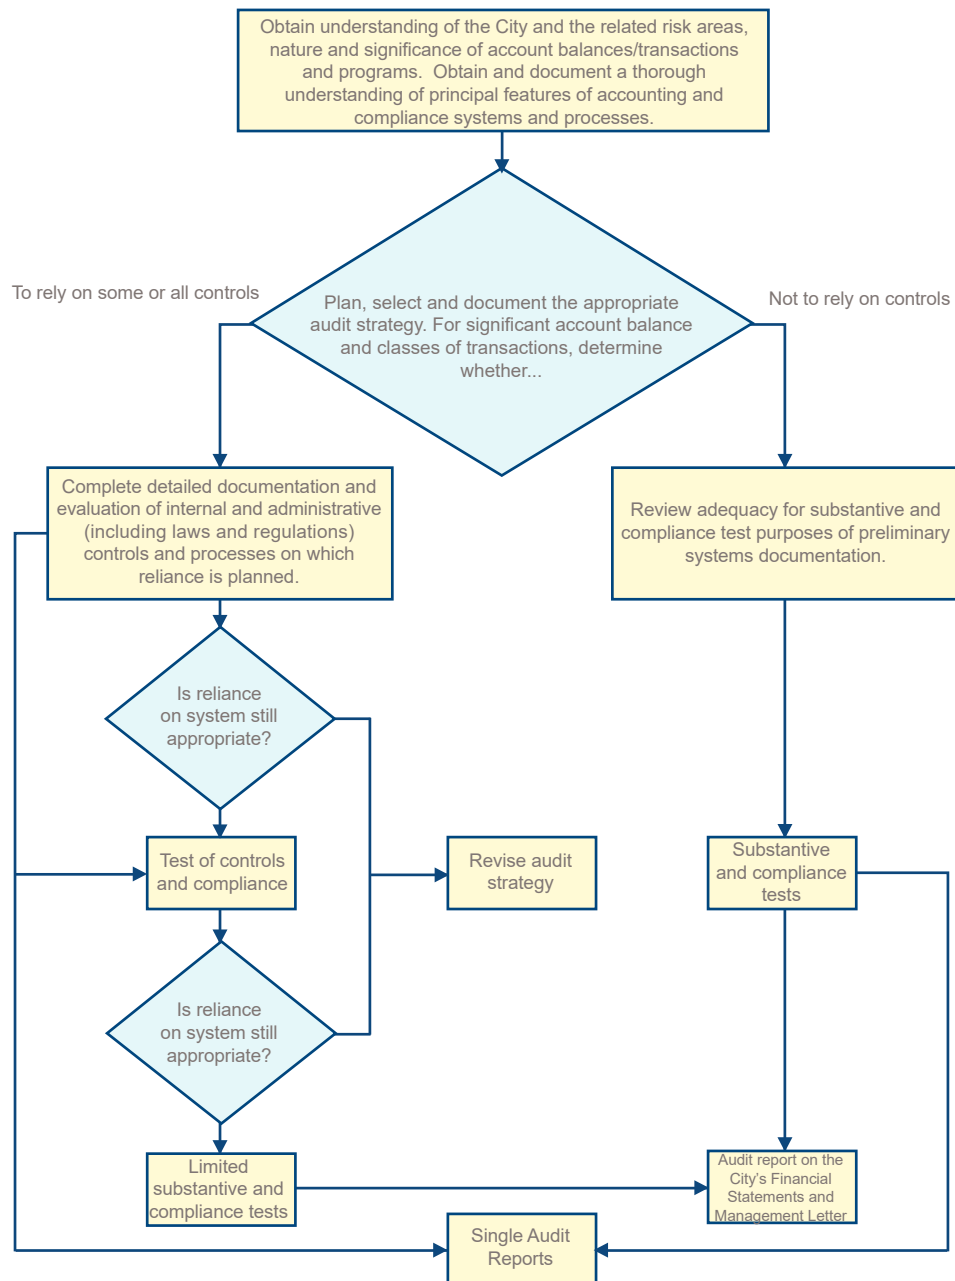 Obtain understanding of the City and the related risk areas,
nature and significance of account balances/transactions
and programs.  Obtain and document a thorough
understanding of principal features of accounting and
compliance systems and processes.
To rely on some or all controls
Not to rely on controls
Plan, select and document the appropriate
audit strategy. For significant account balance
and classes of transactions, determine
whether...
Complete detailed documentation and
evaluation of internal and administrative
(including laws and regulations)
controls and processes on which
reliance is planned.
Review adequacy for substantive and
compliance test purposes of preliminary
systems documentation.
Is reliance
on system still
appropriate?
Test of controls
and compliance
Revise audit
strategy
Substantive
and compliance
tests
Is reliance
on system still
appropriate?
Limited
substantive and
compliance tests
Audit report on the
City's Financial
Statements and
Management Letter
Single Audit
Reports